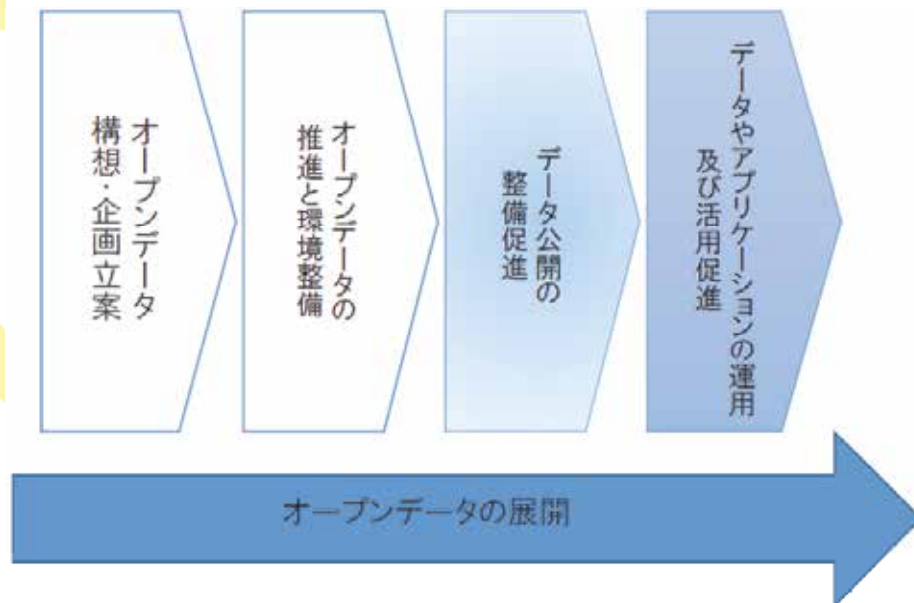 オープンデータ
構想・企画立案
オープンデータの
推進と環境整備
データ公開の
整備促進
データやアプリケーションの運用
及び活用促進
オープンデータの展開